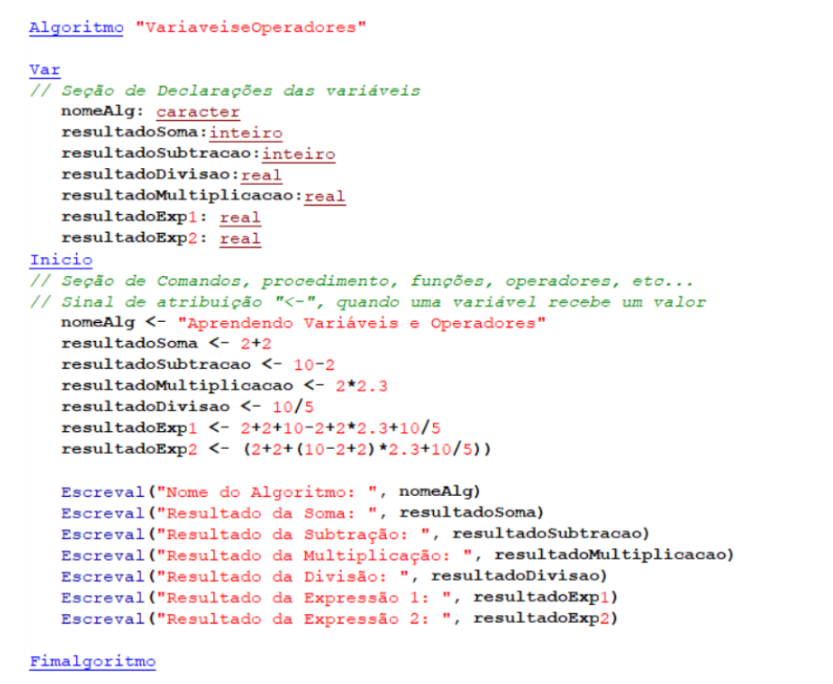 Algoritmo "VariaveiseOperadores"
Var
// Seção de Declarações das variáveis
nomeAlg: caracter
resultadoSoma:inteiro
resultadoSubtracao:inteiro
resultadoDivisao:real
resultadoMultiplicacao:real
resultadoExp1: real
resultadoExp2: real
Inicio
// Seção de Comandos, procedimento, funções, operadores, etc...
// Sinal de atribuição "<-", quando uma variável recebe um valor
nomeAlg <- "Aprendendo Variáveis e Operadores"
resultadoSoma <- 2+2
resultadoSubtracao <- 10-2
resultadoMultiplicacao <- 2*2.3
resultadoDivisao <- 10/5
resultadoExp1 <- 2+2+10-2+2*2.3+10/5
resultadoExp2 <- (2+2+(10-2+2)*2.3+10/5))
Escreval("Nome do Algoritmo: ", nomeAlg)
Escreval("Resultado da Soma: ", resultadoSoma)
Escreval("Resultado da Subtração: ", resultadoSubtracao)
Escreval("Resultado da Multiplicação: ", resultadoMultiplicacao)
Escreval("Resultado da Divisão: ", resultadoDivisao)
Escreval("Resultado da Expressão 1: ", resultadoExp1)
Escreval("Resultado da Expressão 2: ", resultadoExp2)
Fimalgoritmo